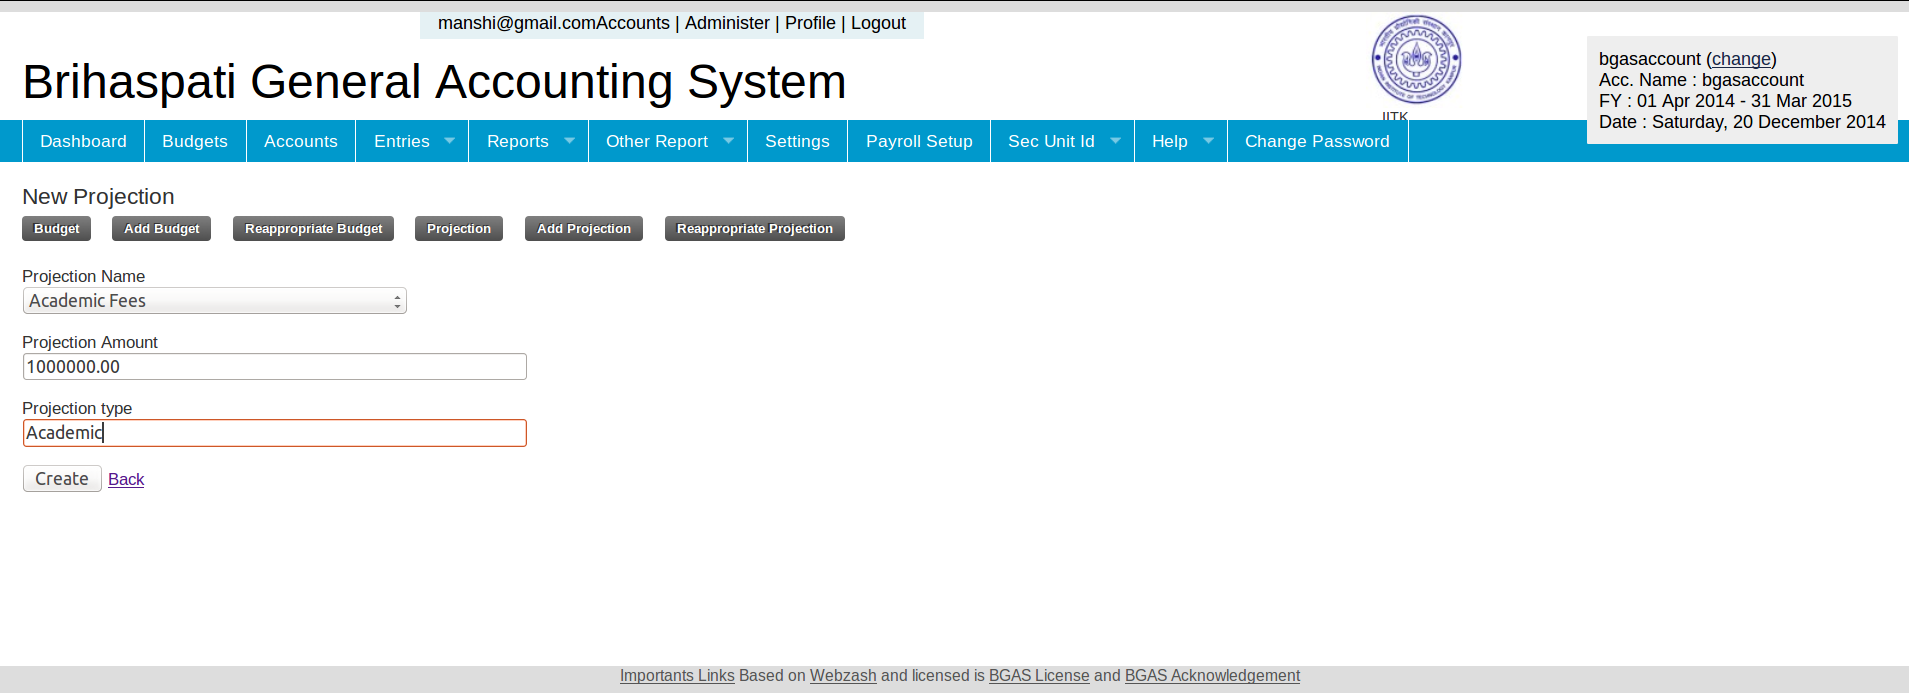 manshi@gmail.comAccounts | Administer | Profile | Logout
Brihaspati General Accounting System
IITK
bgasaccount (change)
Acc. Name : bgasaccount
FY : 01 Apr 2014 - 31 Mar 2015
Date : Saturday, 20 December 2014
Dashboard Budgets Accounts Entries Reports Other Report Settings Payroll Setup Sec Unit Id Help Change Password
New Projection
Budget Add Budget Reappropriate Budget Projection Add Projection Reappropriate Projection
Projection Name
Academic Fees
Projection Amount
1000000.00
Projection type
Academic
Create Back
Importants Links Based on Webzash and licensed is BGAS License and BGAS Acknowledgement